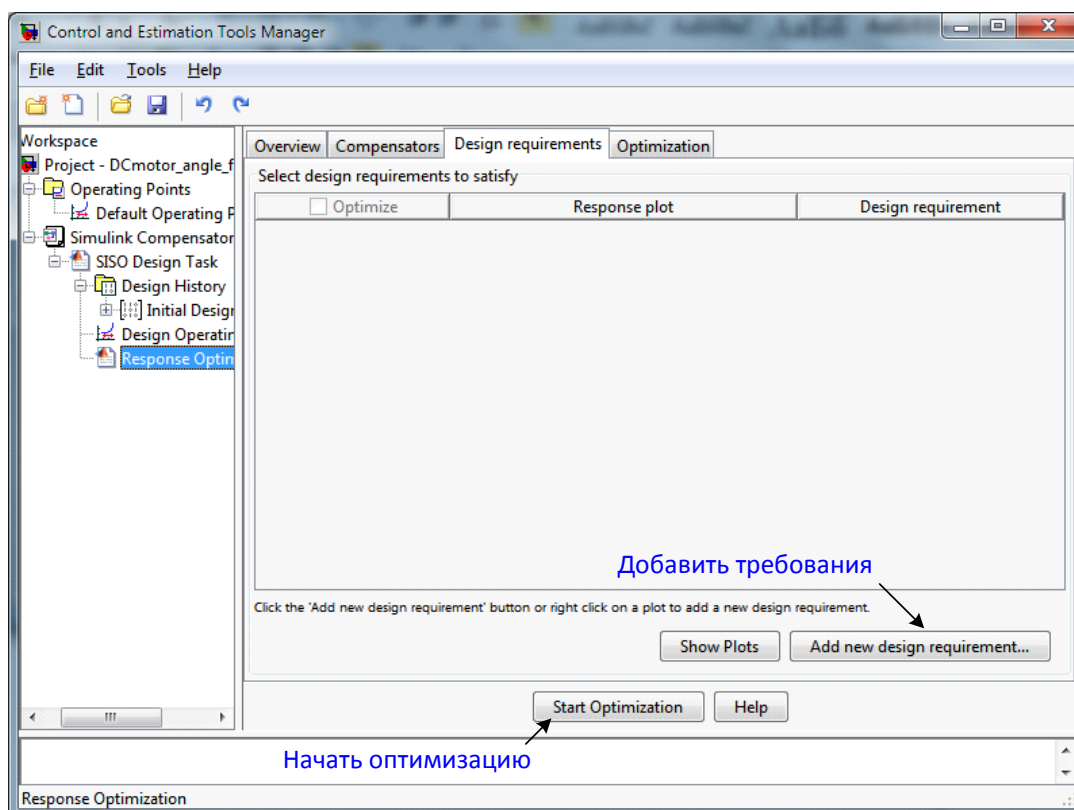 Control and Estimation Tools Manager
File Edit Tools Help
Workspace
Project - DCmotor_angle_f
Operating Points
Default Operating P
Simulink Compensator
SISO Design Task
Design History
Initial Design
Design Operatin
Response Optim
Overview Compensators Design requirements Optimization
Select design requirements to satisfy
Optimize Response plot Design requirement
Добавить требования
Click the 'Add new design requirement' button or right click on a plot to add a new design requirement.
Show Plots Add new design requirement...
Start Optimization Help
Начать оптимизацию
Response Optimization